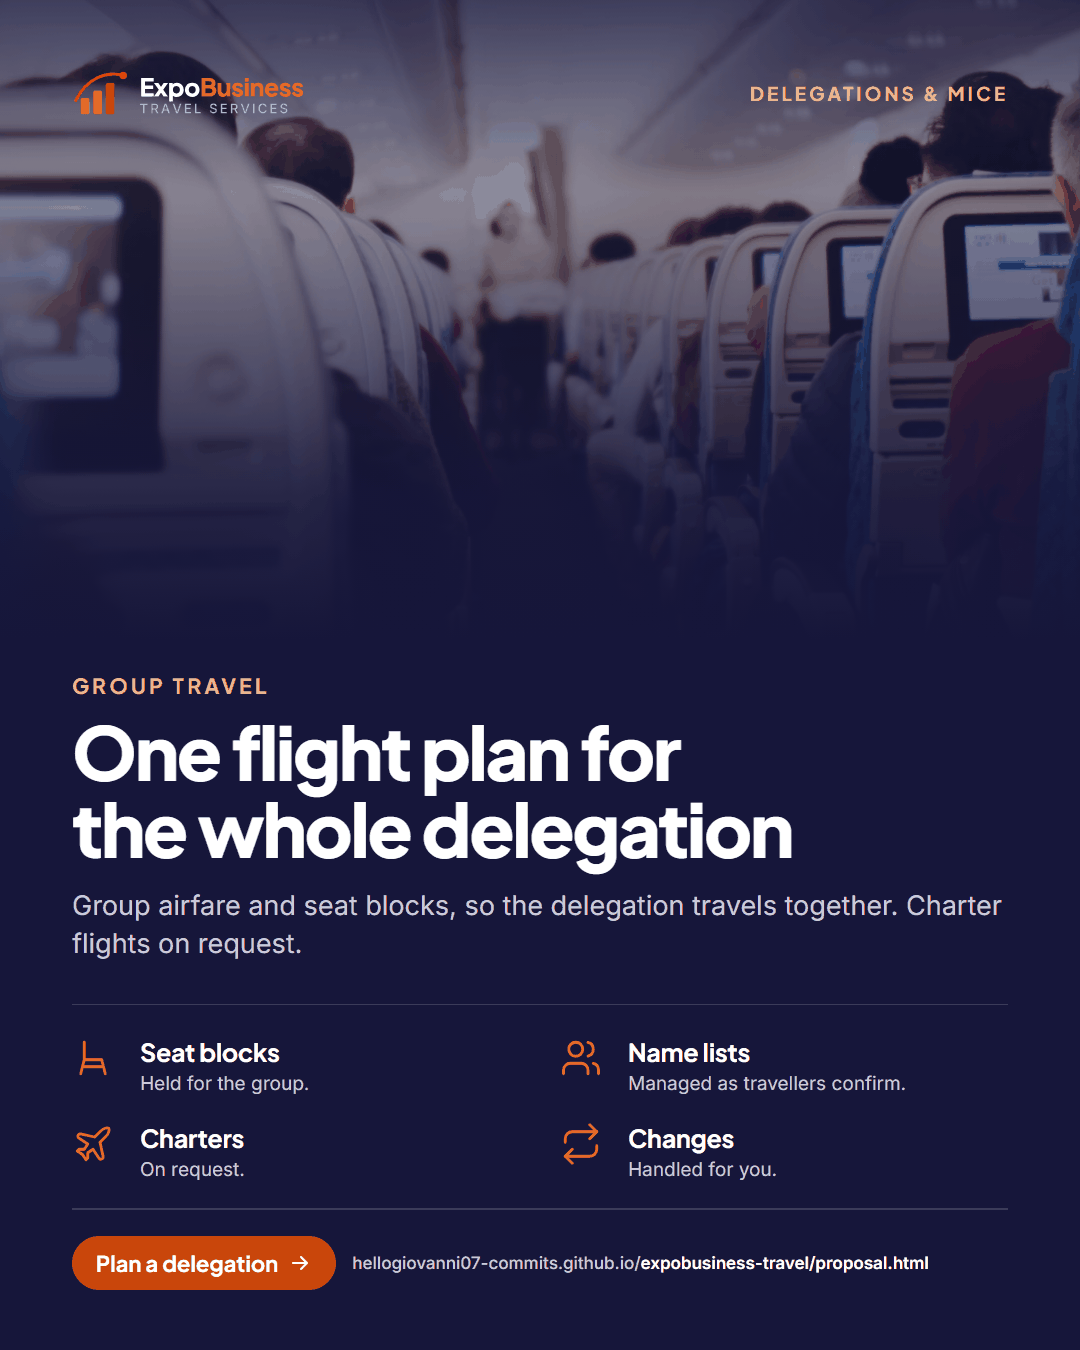 ExpoBusiness
TRAVEL SERVICES
DELEGATIONS & MICE
GROUP TRAVEL
One flight plan for
the whole delegation
Group airfare and seat blocks, so the delegation travels together. Charter
flights on request.
Seat blocks
Held for the group.
Name lists
Managed as travellers confirm.
Charters
On request.
Changes
Handled for you.
Plan a delegation →
hellogiovanni07-commits.github.io/expobusiness-travel/proposal.html